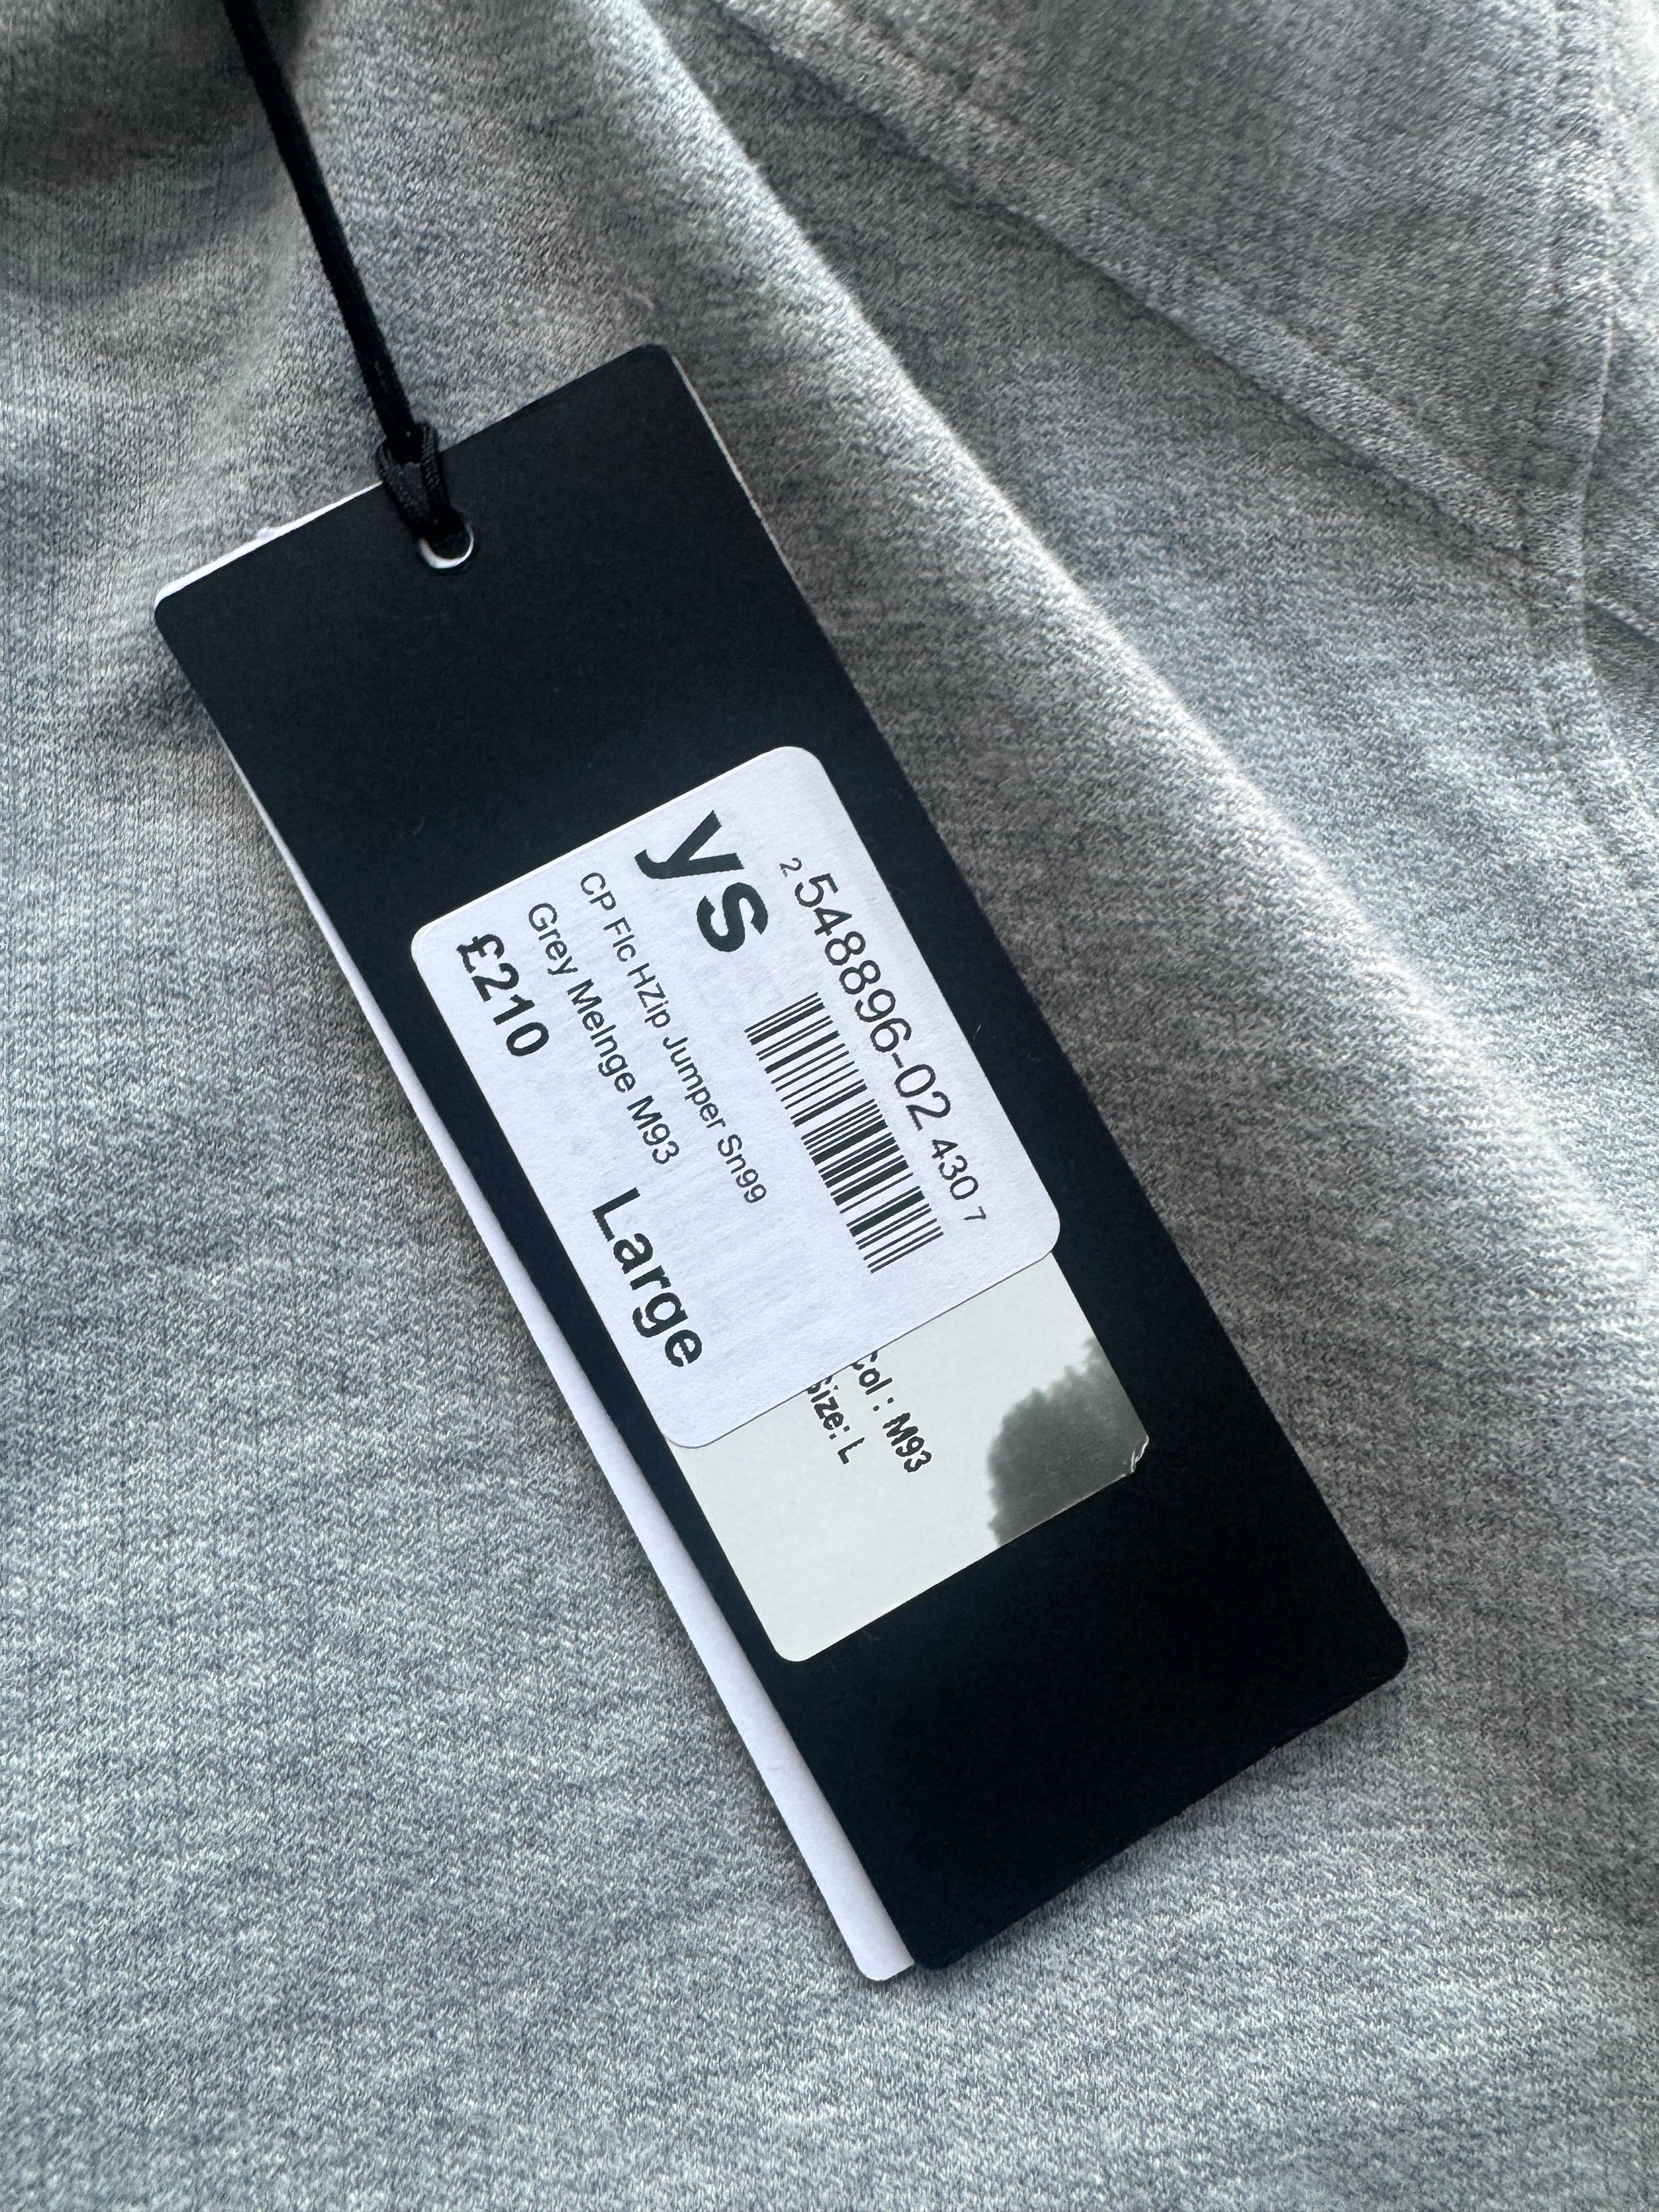 2 548896-02 430 7
ys
CP Flc HZip Jumper Sn99
Grey Melnge M93
£210
Large
Col : M93
Size: L